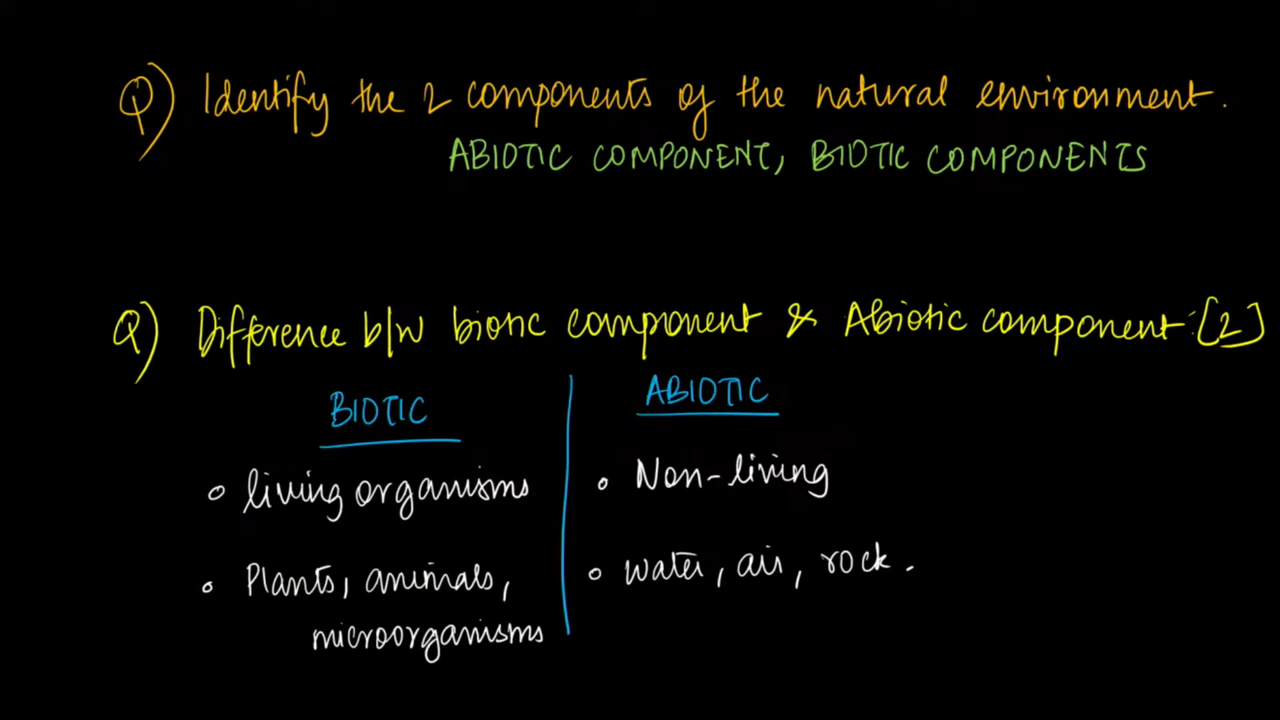 Q) Identify the 2 components of the natural environment.
ABIOTIC COMPONENT, BIOTIC COMPONENTS
Q) Difference b/w biotic component & Abiotic component: [2]
BIOTIC
ABIOTIC
living organisms
Non-living
Plants, animals,
water, air, rock.
microorganisms